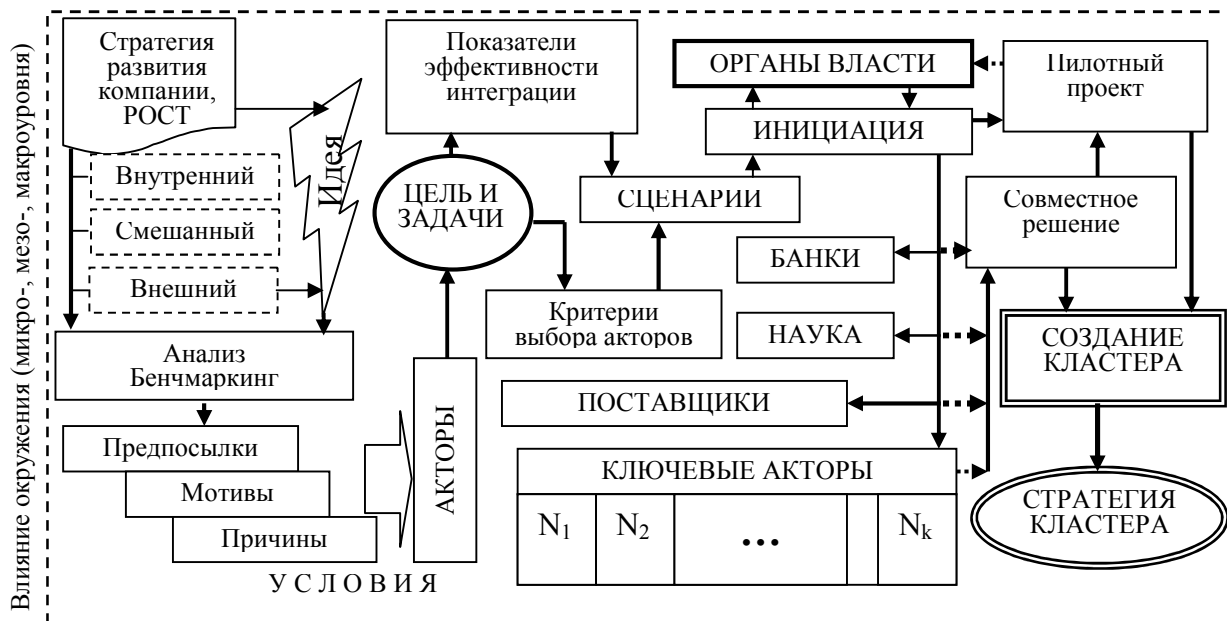 Влияние окружения (микро-, мезо-, макроуровня)
Стратегия
развития
компании,
РОСТ
Идея
Внутренний
Смешанный
Внешний
Анализ
Бенчмаркинг
Предпосылки
Мотивы
Причины
УСЛОВИЯ
АКТОРЫ
Показатели
эффективности
интеграции
ЦЕЛЬ И
ЗАДАЧИ
Критерии
выбора акторов
СЦЕНАРИИ
ОРГАНЫ ВЛАСТИ
ИНИЦИАЦИЯ
Пилотный
проект
Совместное
решение
БАНКИ
НАУКА
ПОСТАВЩИКИ
КЛЮЧЕВЫЕ АКТОРЫ
N1 N2 ... Nk
СОЗДАНИЕ
КЛАСТЕРА
СТРАТЕГИЯ
КЛАСТЕРА